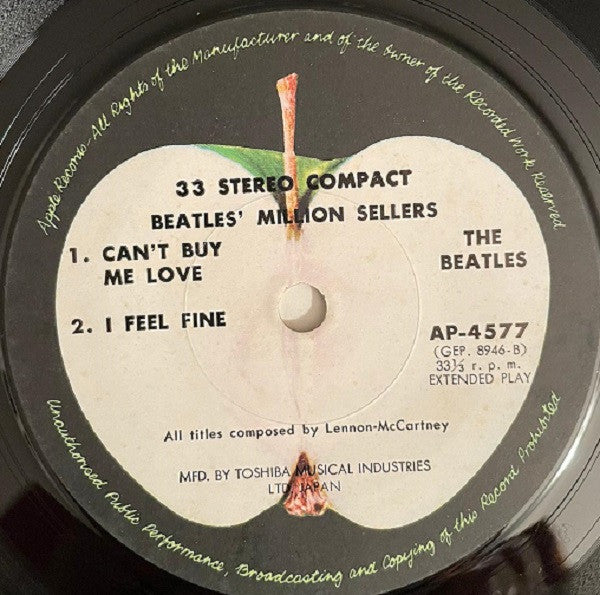 Apple Records-All Rights of the Manufacturer and of the Owner of the Recorded Work Reserved
33 STEREO COMPACT
BEATLES' MILLION SELLERS
1. CAN'T BUY
ME LOVE
THE
BEATLES
2. I FEEL FINE
AP-4577
(GEP. 8946-B)
33⅓ r. p. m.
EXTENDED PLAY
All titles composed by Lennon-McCartney
MFD. BY TOSHIBA MUSICAL INDUSTRIES
LTD. JAPAN
Unauthorised Public Performance, Broadcasting and Copying of this Record Prohibited